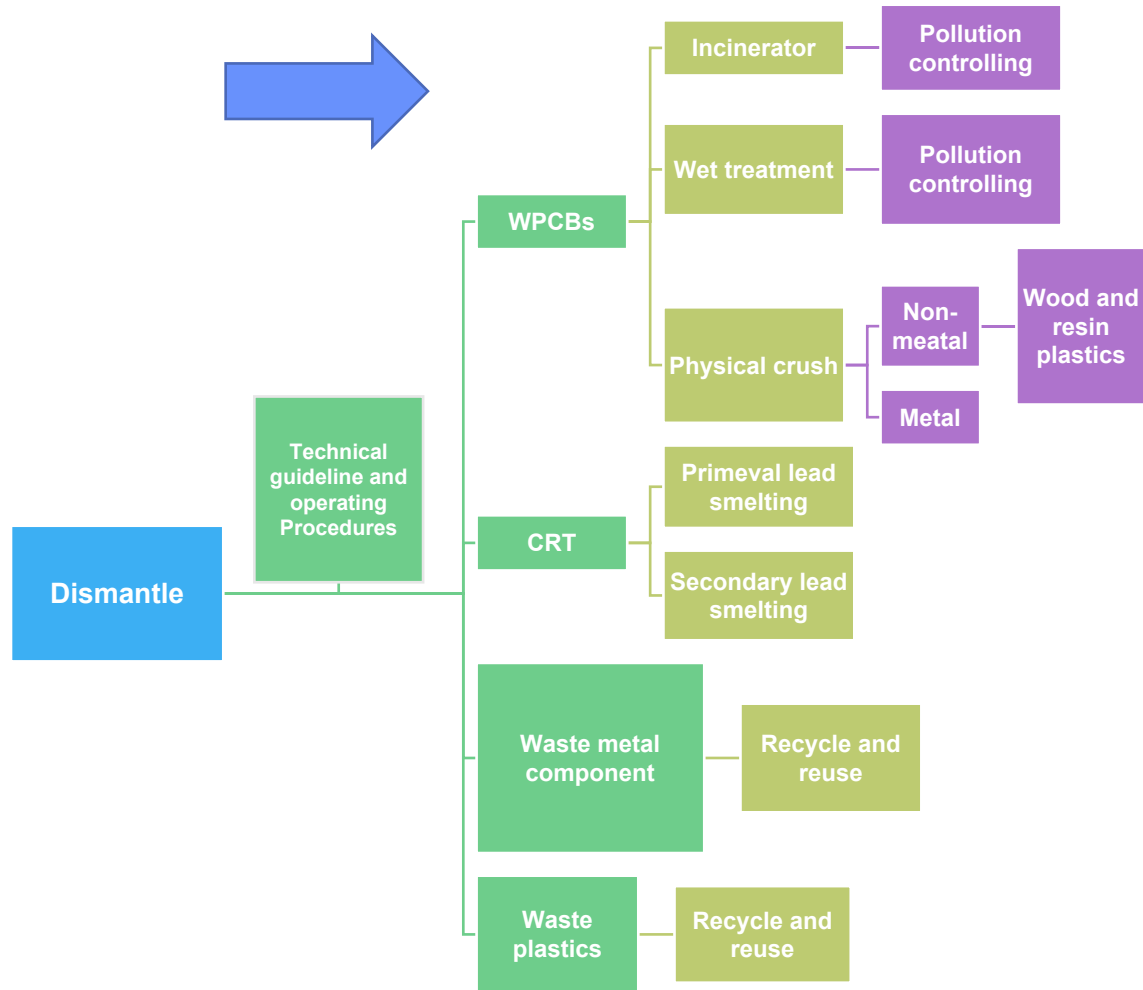 Dismantle
Technical
guideline and
operating
Procedures
WPCBs
Incinerator
Pollution
controlling
Wet treatment
Pollution
controlling
Physical crush
Non-
meatal
Wood and
resin
plastics
Metal
CRT
Primeval lead
smelting
Secondary lead
smelting
Waste metal
component
Recycle and
reuse
Waste
plastics
Recycle and
reuse